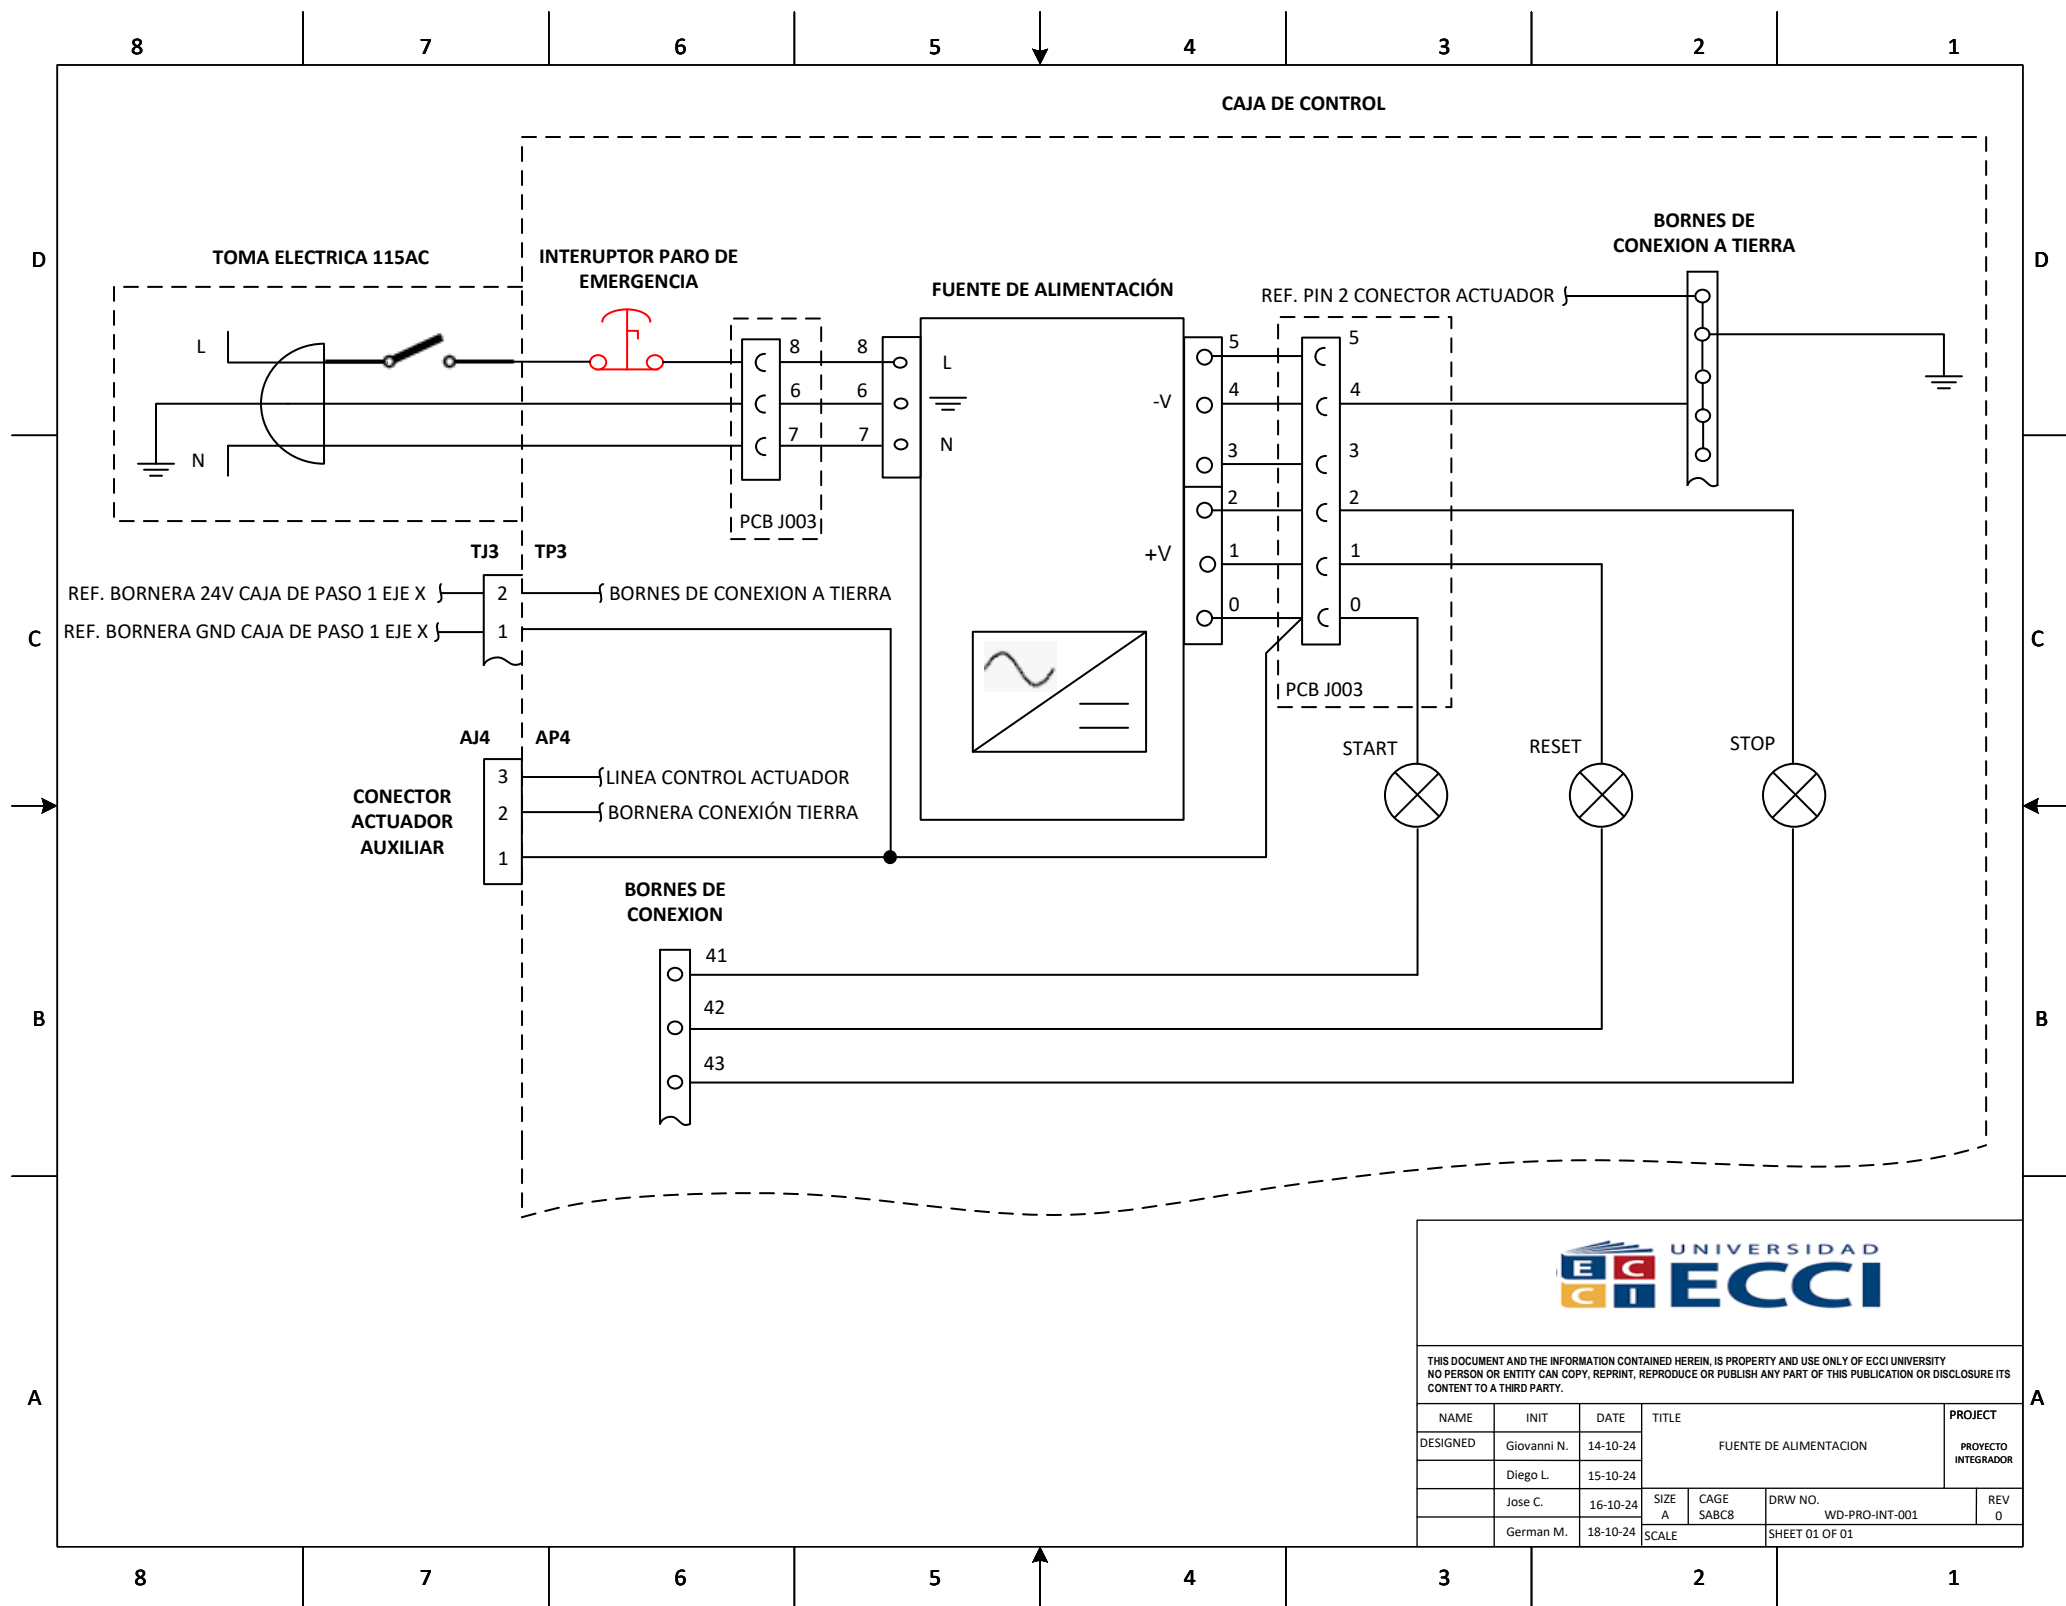 8 7 6 5 4 3 2 1
CAJA DE CONTROL
D
D
TOMA ELECTRICA 115AC
INTERUPTOR PARO DE
EMERGENCIA
FUENTE DE ALIMENTACIÓN
BORNES DE
CONEXION A TIERRA
REF. PIN 2 CONECTOR ACTUADOR
L
N
8 8
6 6
7 7
PCB J003
L
N
-V
+V
5 5
4 4
3 3
2 2
1 1
0 0
PCB J003
TJ3 TP3
REF. BORNERA 24V CAJA DE PASO 1 EJE X 2 BORNES DE CONEXION A TIERRA
REF. BORNERA GND CAJA DE PASO 1 EJE X 1
C
C
AJ4 AP4
CONECTOR
ACTUADOR
AUXILIAR
3 LINEA CONTROL ACTUADOR
2 BORNERA CONEXIÓN TIERRA
1
START
RESET
STOP
BORNES DE
CONEXION
41
42
43
B
B
UNIVERSIDAD
ECCI
E C
C I
THIS DOCUMENT AND THE INFORMATION CONTAINED HEREIN, IS PROPERTY AND USE ONLY OF ECCI UNIVERSITY
NO PERSON OR ENTITY CAN COPY, REPRINT, REPRODUCE OR PUBLISH ANY PART OF THIS PUBLICATION OR DISCLOSURE ITS
CONTENT TO A THIRD PARTY.
A
A
NAME INIT DATE
DESIGNED Giovanni N. 14-10-24
Diego L. 15-10-24
Jose C. 16-10-24
German M. 18-10-24
TITLE
FUENTE DE ALIMENTACION
PROJECT
PROYECTO
INTEGRADOR
SIZE
A
CAGE
SABC8
DRW NO.
WD-PRO-INT-001
REV
0
SCALE
SHEET 01 OF 01
8 7 6 5 4 3 2 1